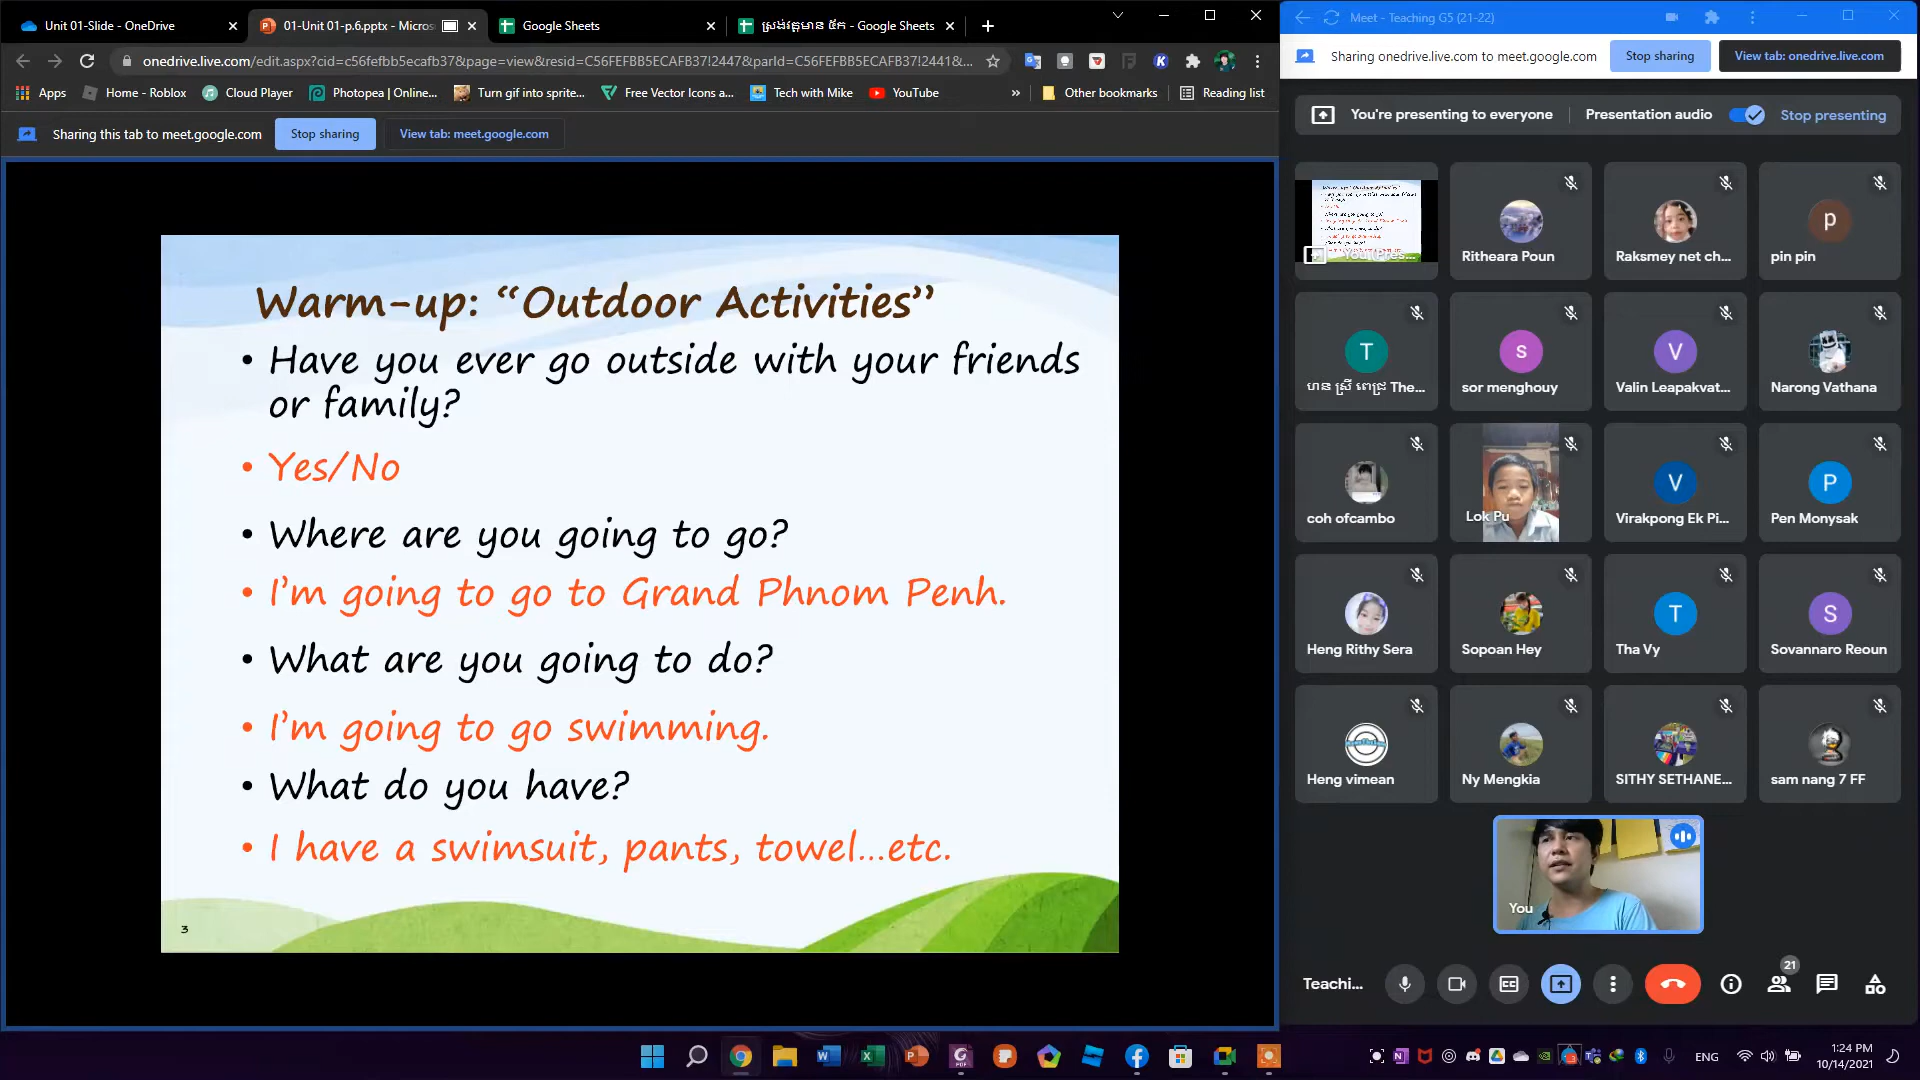 Unit 01-Slide - OneDrive
01-Unit 01-p.6.pptx - Micros
Google Sheets
ស្រង់វត្តមាន ៥ក - Google Sheets
onedrive.live.com/edit.aspx?cid=c56fefbb5ecafb37&page=view&resid=C56FEFBB5ECAFB37!2447&parId=C56FEFBB5ECAFB37!2441&...
Apps
Home - Roblox
Cloud Player
Photopea | Online...
Turn gif into sprite...
Free Vector Icons a...
Tech with Mike
YouTube
»
Other bookmarks
Reading list
Sharing this tab to meet.google.com
Stop sharing
View tab: meet.google.com
Warm-up: “Outdoor Activities”
• Have you ever go outside with your friends
or family?
• Yes/No
• Where are you going to go?
• I’m going to go to Grand Phnom Penh.
• What are you going to do?
• I’m going to go swimming.
• What do you have?
• I have a swimsuit, pants, towel...etc.
3
Meet - Teaching G5 (21-22)
Sharing onedrive.live.com to meet.google.com
Stop sharing
View tab: onedrive.live.com
You're presenting to everyone
Presentation audio
Stop presenting
You (Pres...
Ritheara Poun
Raksmey net ch...
p
pin pin
T
ហន ស្រី ពេជ្រ The...
s
sor menghouy
V
Valin Leapakvat...
Narong Vathana
coh ofcambo
Lok Pu
V
Virakpong Ek Pi...
P
Pen Monysak
Heng Rithy Sera
Sopoan Hey
T
Tha Vy
S
Sovannaro Reoun
Heng vimean
Ny Mengkia
SITHY SETHANE...
sam nang 7 FF
You
Teachi...
21
ENG
1:24 PM
10/14/2021